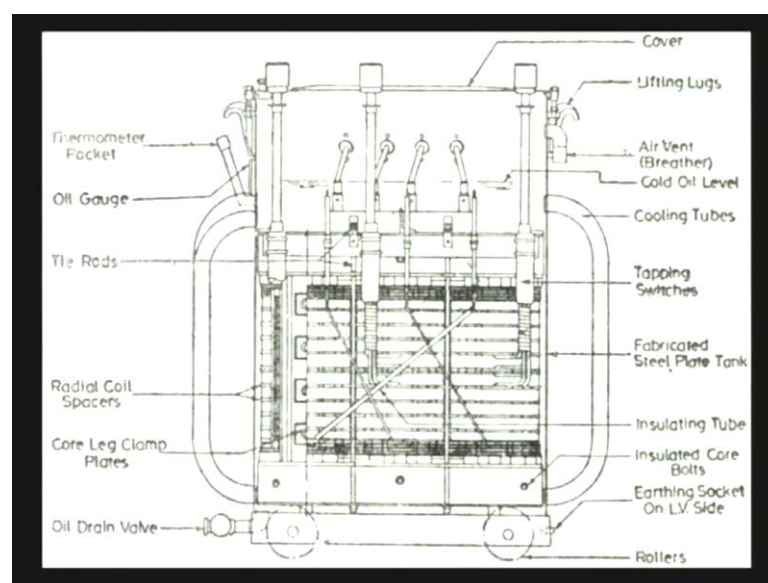 Cover
Lifting Lugs
Thermometer
Pocket
Air Vent
(Breather)
Cold Oil Level
Oil Gauge
Cooling Tubes
Tie Rods
Tapping
Switches
Fabricated
Steel Plate Tank
Radial Coil
Spacers
Insulating Tube
Core Leg Clamp
Plates
Insulated Core
Bolts
Earthing Socket
On L.V. Side
Oil Drain Valve
Rollers